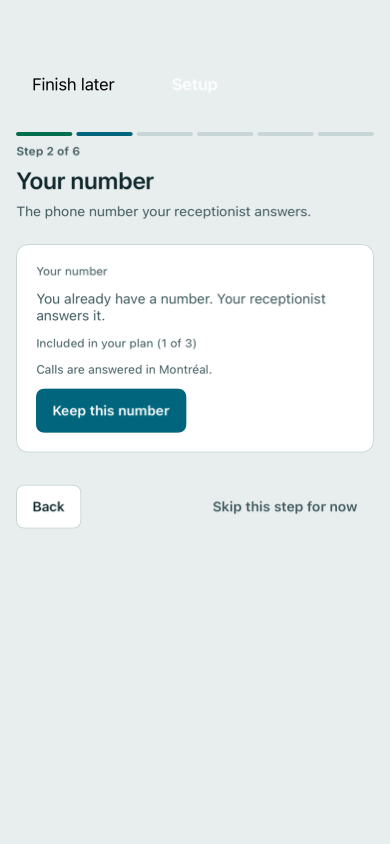 Finish later
Setup
Step 2 of 6
Your number
The phone number your receptionist answers.
Your number
You already have a number. Your receptionist
answers it.
Included in your plan (1 of 3)
Calls are answered in Montréal.
Keep this number
Back
Skip this step for now